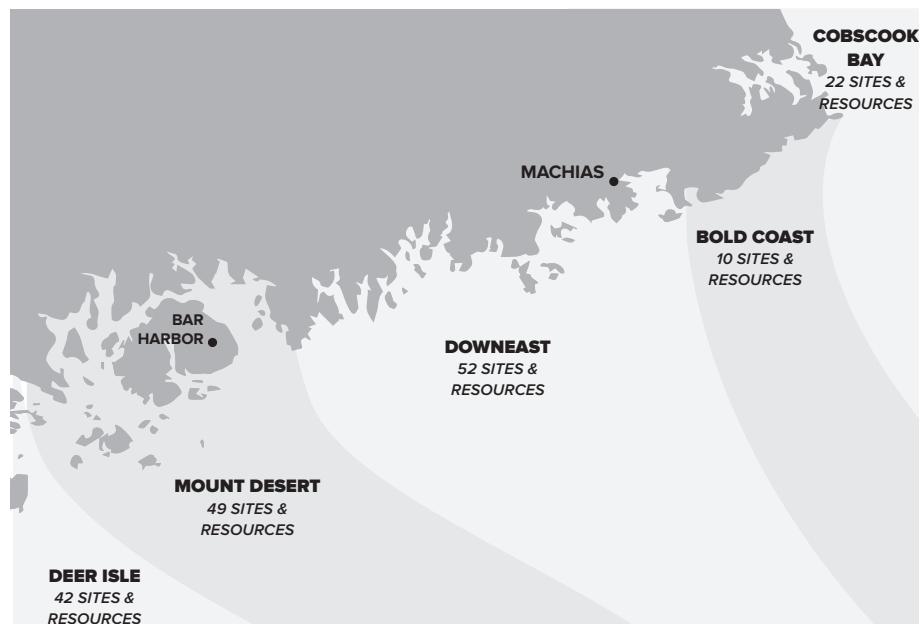 COBSCOOK
BAY
22 SITES &
RESOURCES
MACHIAS
BOLD COAST
10 SITES &
RESOURCES
BAR
HARBOR
DOWNEAST
52 SITES &
RESOURCES
MOUNT DESERT
49 SITES &
RESOURCES
DEER ISLE
42 SITES &
RESOURCES